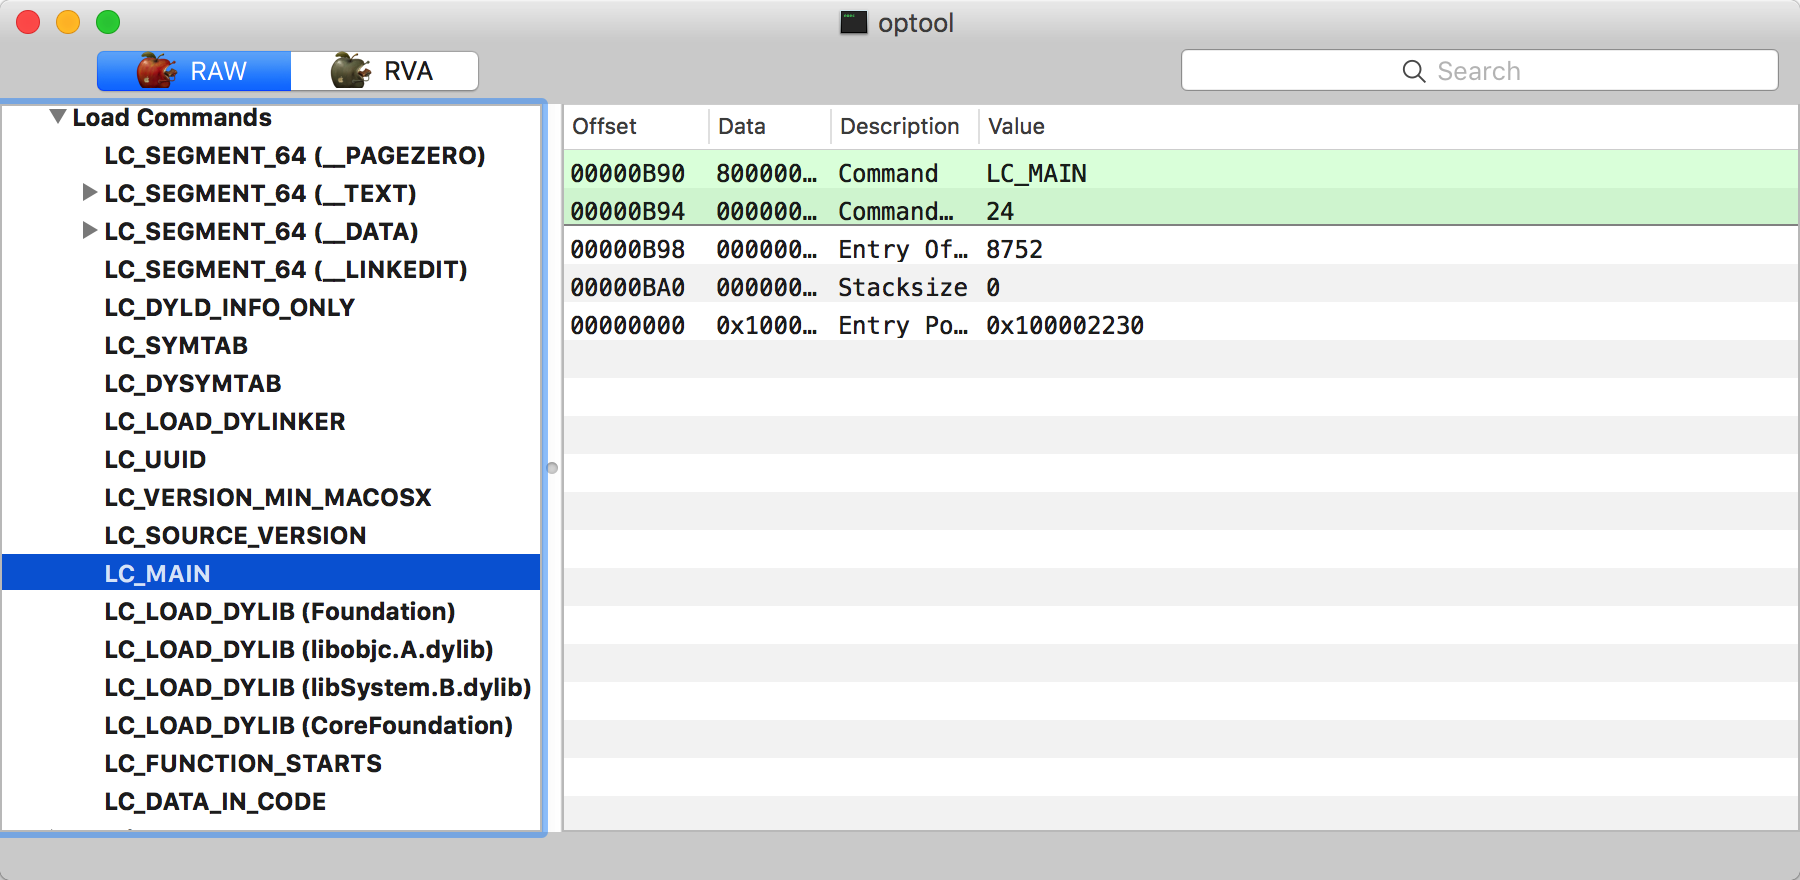 optool
RAW
RVA
Search
Load Commands
LC_SEGMENT_64 (__PAGEZERO)
LC_SEGMENT_64 (__TEXT)
LC_SEGMENT_64 (__DATA)
LC_SEGMENT_64 (__LINKEDIT)
LC_DYLD_INFO_ONLY
LC_SYMTAB
LC_DYSYMTAB
LC_LOAD_DYLINKER
LC_UUID
LC_VERSION_MIN_MACOSX
LC_SOURCE_VERSION
LC_MAIN
LC_LOAD_DYLIB (Foundation)
LC_LOAD_DYLIB (libobjc.A.dylib)
LC_LOAD_DYLIB (libSystem.B.dylib)
LC_LOAD_DYLIB (CoreFoundation)
LC_FUNCTION_STARTS
LC_DATA_IN_CODE
Offset Data Description Value
00000B90 800000… Command LC_MAIN
00000B94 000000… Command… 24
00000B98 000000… Entry Of… 8752
00000BA0 000000… Stacksize 0
00000000 0x1000… Entry Po… 0x100002230